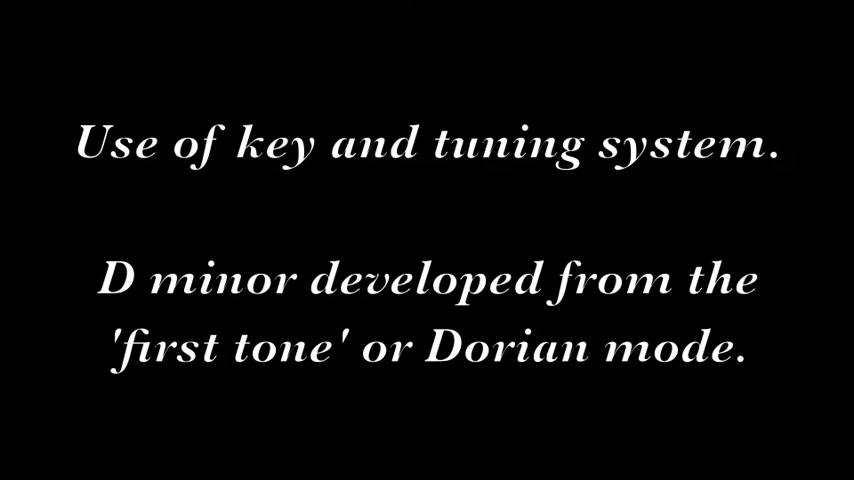 Use of key and tuning system.
D minor developed from the
'first tone' or Dorian mode.